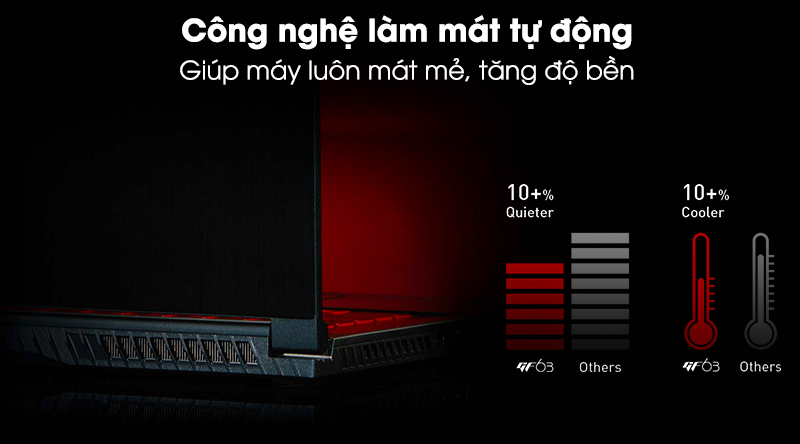 Công nghệ làm mát tự động
Giúp máy luôn mát mẻ, tăng độ bền
10+%
Quieter
GF63
Others
10+%
Cooler
GF63
Others